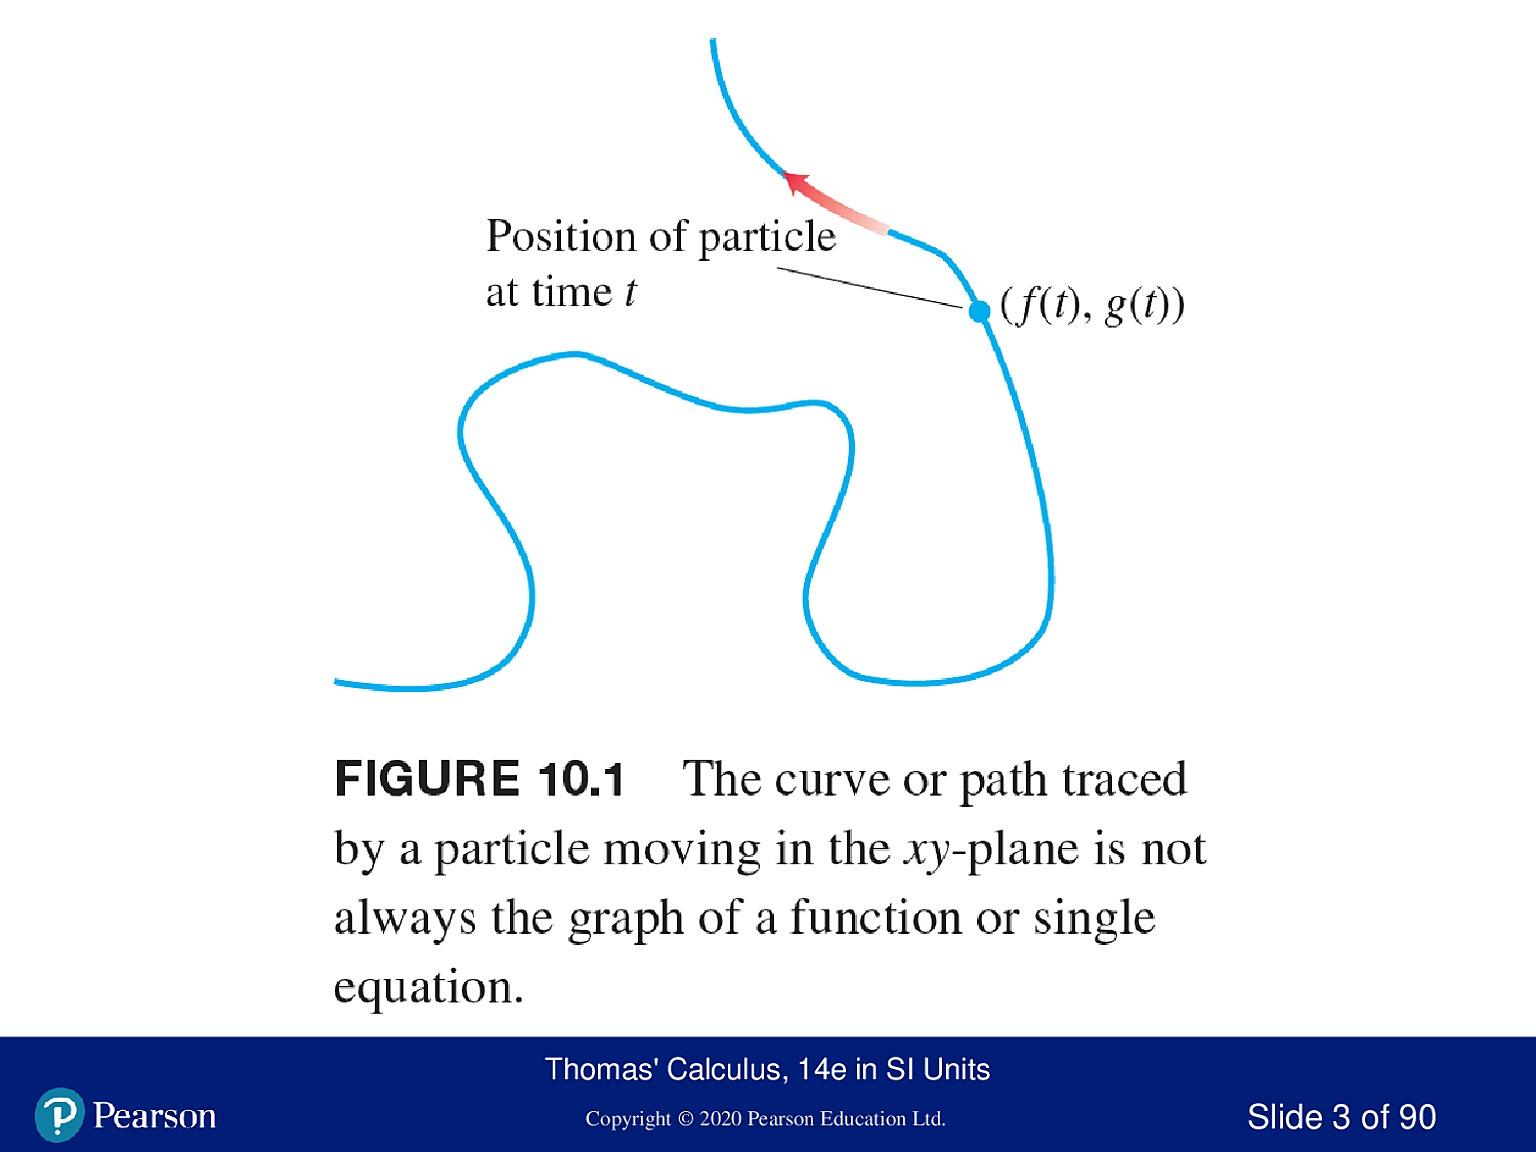 Position of particle
at time t
(f(t), g(t))
FIGURE 10.1 The curve or path traced
by a particle moving in the xy-plane is not
always the graph of a function or single
equation.
Thomas' Calculus, 14e in SI Units
Pearson
Copyright © 2020 Pearson Education Ltd.
Slide 3 of 90